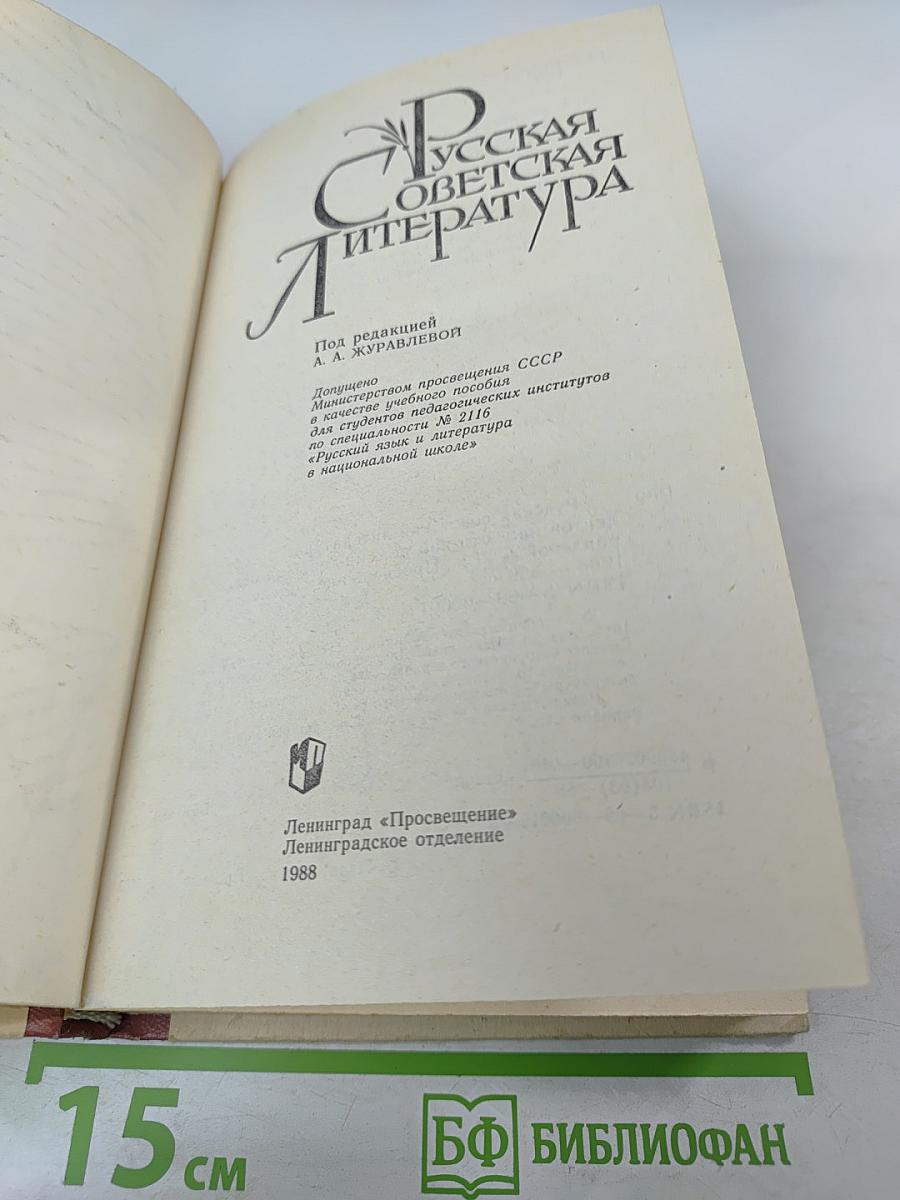 Русская
Советская
Литература
Под редакцией
А. А. ЖУРАВЛЕВОЙ
Допущено
Министерством просвещения СССР
в качестве учебного пособия
для студентов педагогических институтов
по специальности № 2116
«Русский язык и литература
в национальной школе»
Ленинград «Просвещение»
Ленинградское отделение
1988
15 см
БФ БИБЛИОФАН